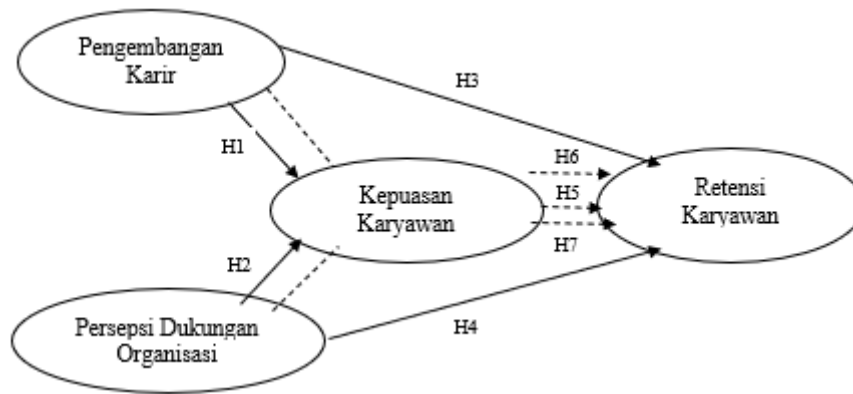 Pengembangan
Karir
H3
H1
H6
Kepuasan
Karyawan
H5
Retensi
Karyawan
H7
H2
Persepsi Dukungan
Organisasi
H4